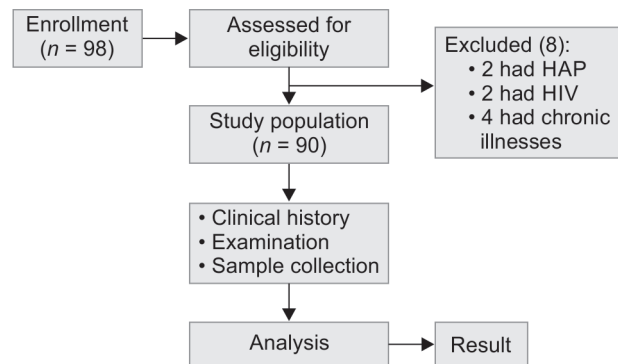 Enrollment
(n = 98)
Assessed for
eligibility
Excluded (8):
• 2 had HAP
• 2 had HIV
• 4 had chronic
illnesses
Study population
(n = 90)
• Clinical history
• Examination
• Sample collection
Analysis
Result